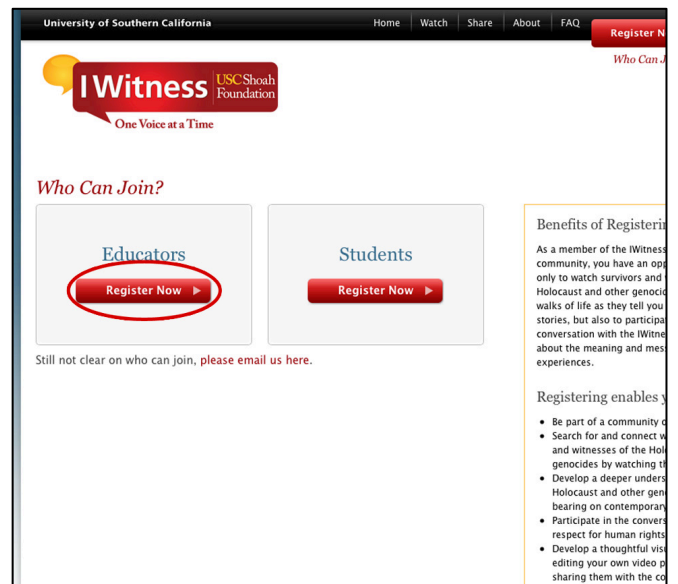 University of Southern California
Home Watch Share About FAQ
Register N
Who Can J
IWitness
USC Shoah
Foundation
One Voice at a Time
Who Can Join?
Educators
Register Now
Students
Register Now
Still not clear on who can join, please email us here.
Benefits of Registerin
As a member of the IWitness
community, you have an opp
only to watch survivors and
Holocaust and other genocid
walks of life as they tell you
stories, but also to participa
conversation with the IWitne
about the meaning and mes
experiences.
Registering enables y
• Be part of a community o
• Search for and connect w
and witnesses of the Hol
genocides by watching th
• Develop a deeper unders
Holocaust and other gen
bearing on contemporary
• Participate in the convers
respect for human rights
• Develop a thoughtful visu
editing your own video p
sharing them with the co